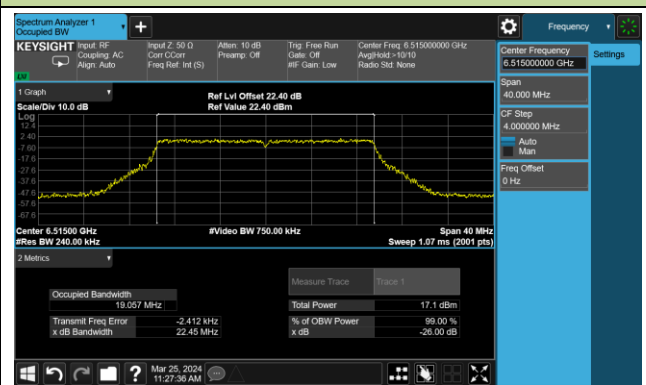 Spectrum Analyzer 1
Occupied BW
Frequency
KEYSIGHT
Input: RF
Coupling: AC
Align: Auto
Input Z: 50 Ω
Corr CCorr
Freq Ref: Int (S)
Atten: 10 dB
Preamp: Off
Trig: Free Run
Gate: Off
#IF Gain: Low
Center Freq: 6.515000000 GHz
Avg|Hold:>10/10
Radio Std: None
Center Frequency
6.515000000 GHz
Settings
Span
40.000 MHz
CF Step
4.000000 MHz
Auto
Man
Freq Offset
0 Hz
1 Graph
Scale/Div 10.0 dB
Ref Lvl Offset 22.40 dB
Ref Value 22.40 dBm
Log
12.4
2.40
-7.60
-17.6
-27.6
-37.6
-47.6
-57.6
-67.6
Center 6.51500 GHz
#Video BW 750.00 kHz
Span 40 MHz
#Res BW 240.00 kHz
Sweep 1.07 ms (2001 pts)
2 Metrics
Measure Trace
Trace 1
Occupied Bandwidth
19.057 MHz
Total Power
17.1 dBm
Transmit Freq Error
-2.412 kHz
% of OBW Power
99.00 %
x dB Bandwidth
22.45 MHz
x dB
-26.00 dB
Mar 25, 2024
11:27:36 AM